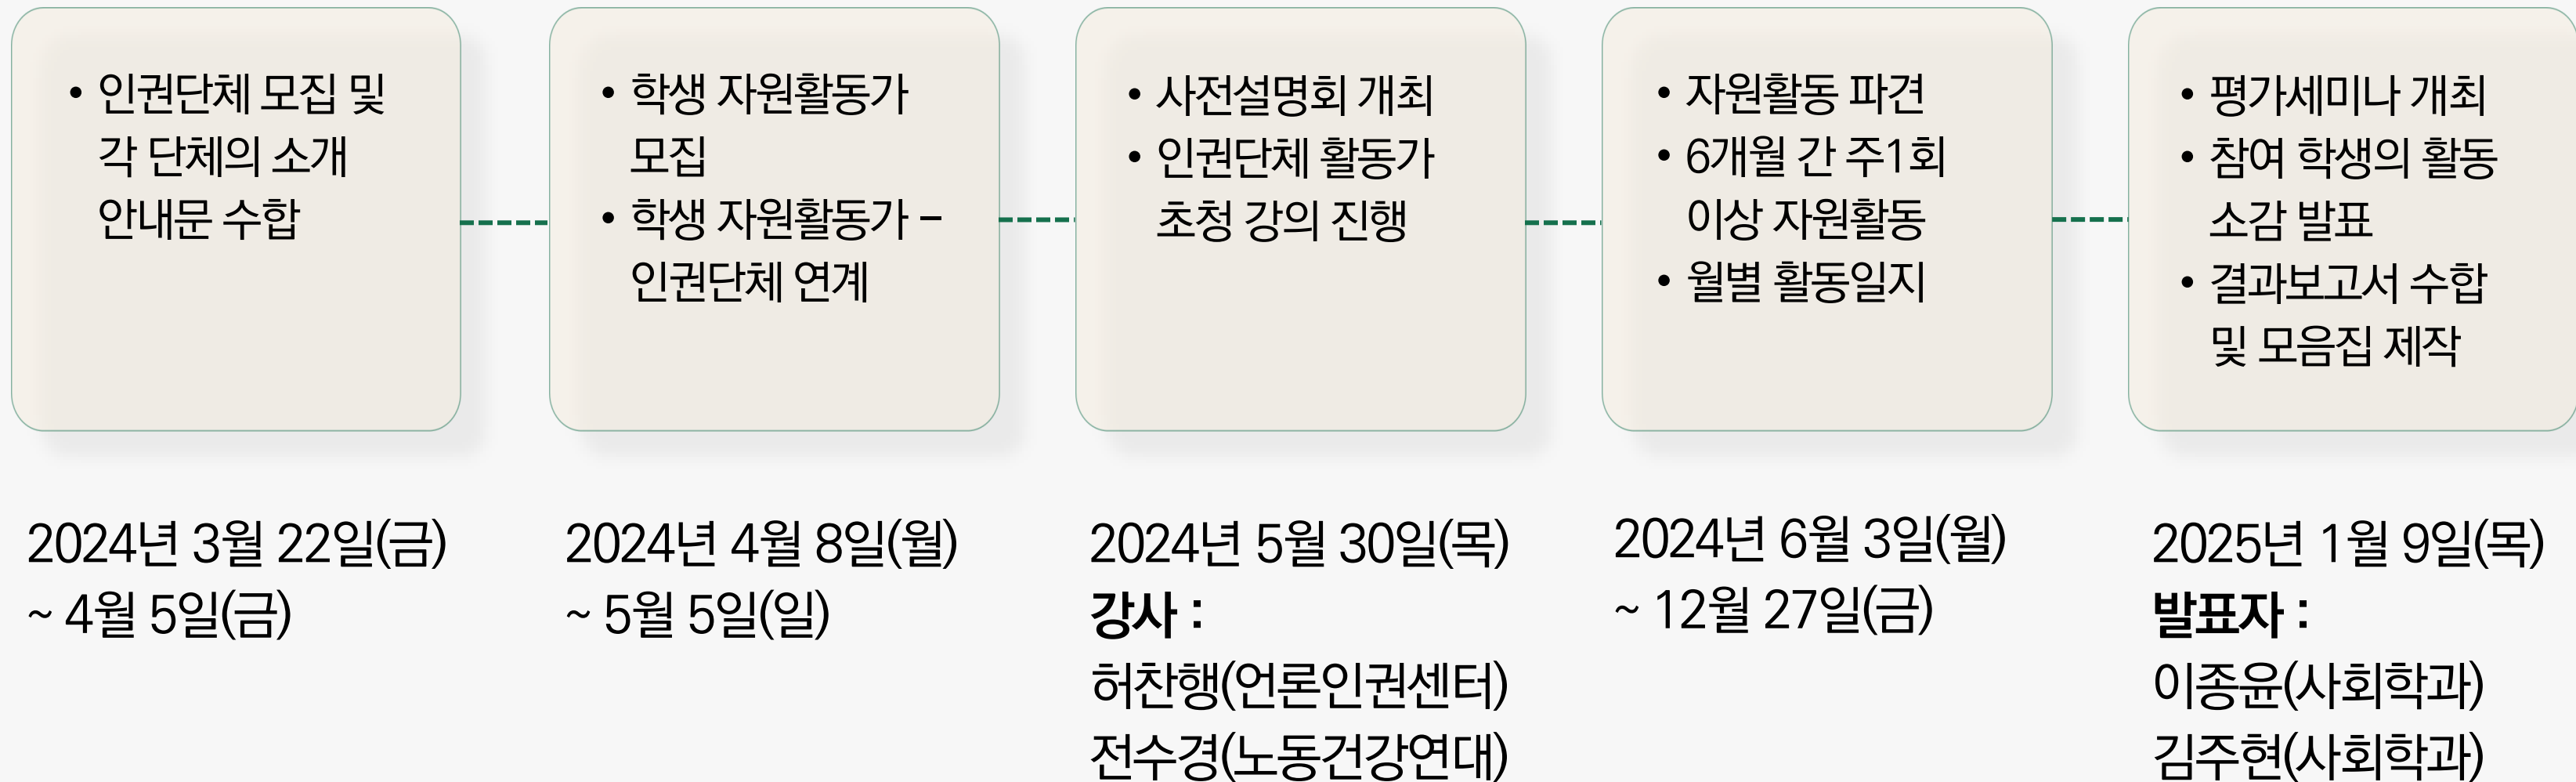 • 인권단체 모집 및
각 단체의 소개
안내문 수합
• 학생 자원활동가
모집
• 학생 자원활동가 –
인권단체 연계
• 사전설명회 개최
• 인권단체 활동가
초청 강의 진행
• 자원활동 파견
• 6개월 간 주1회
이상 자원활동
• 월별 활동일지
• 평가세미나 개최
• 참여 학생의 활동
소감 발표
• 결과보고서 수합
및 모음집 제작
2024년 3월 22일(금)
~ 4월 5일(금)
2024년 4월 8일(월)
~ 5월 5일(일)
2024년 5월 30일(목)
강사 :
허찬행(언론인권센터)
전수경(노동건강연대)
2024년 6월 3일(월)
~ 12월 27일(금)
2025년 1월 9일(목)
발표자 :
이종윤(사회학과)
김주현(사회학과)